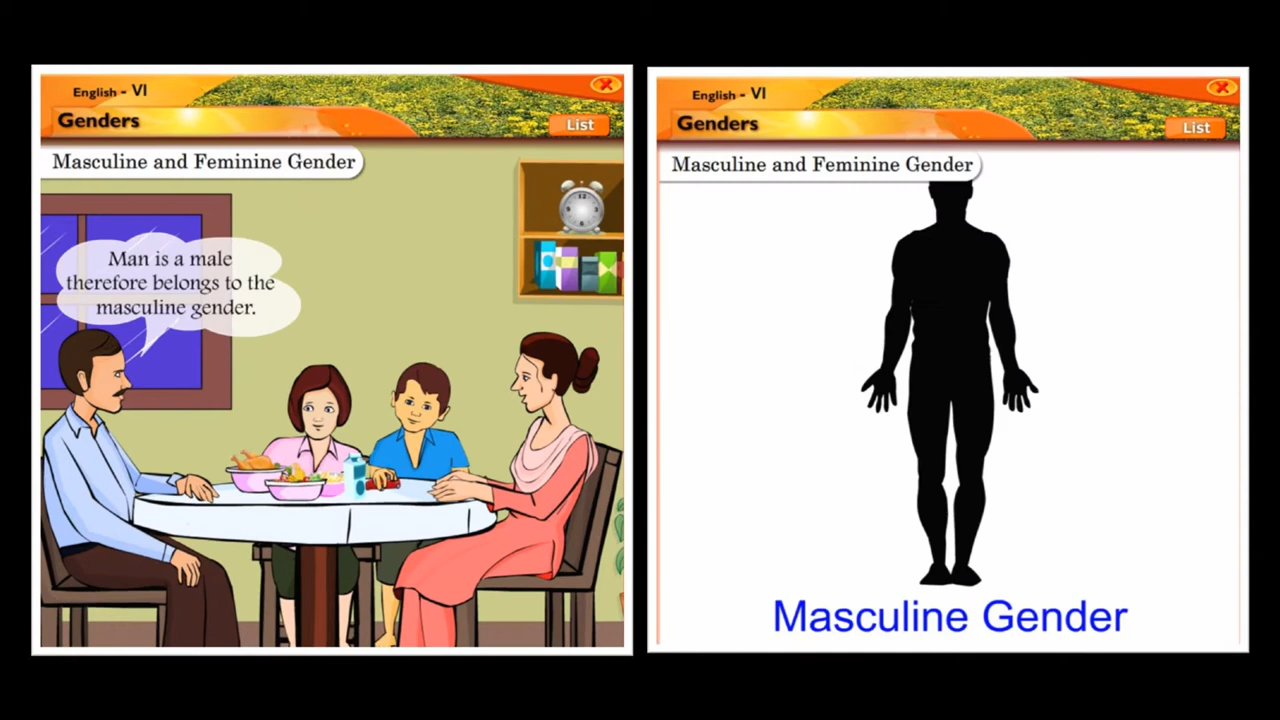 English - VI
Genders
List
Masculine and Feminine Gender
Man is a male
therefore belongs to the
masculine gender.
English - VI
Genders
List
Masculine and Feminine Gender
Masculine Gender